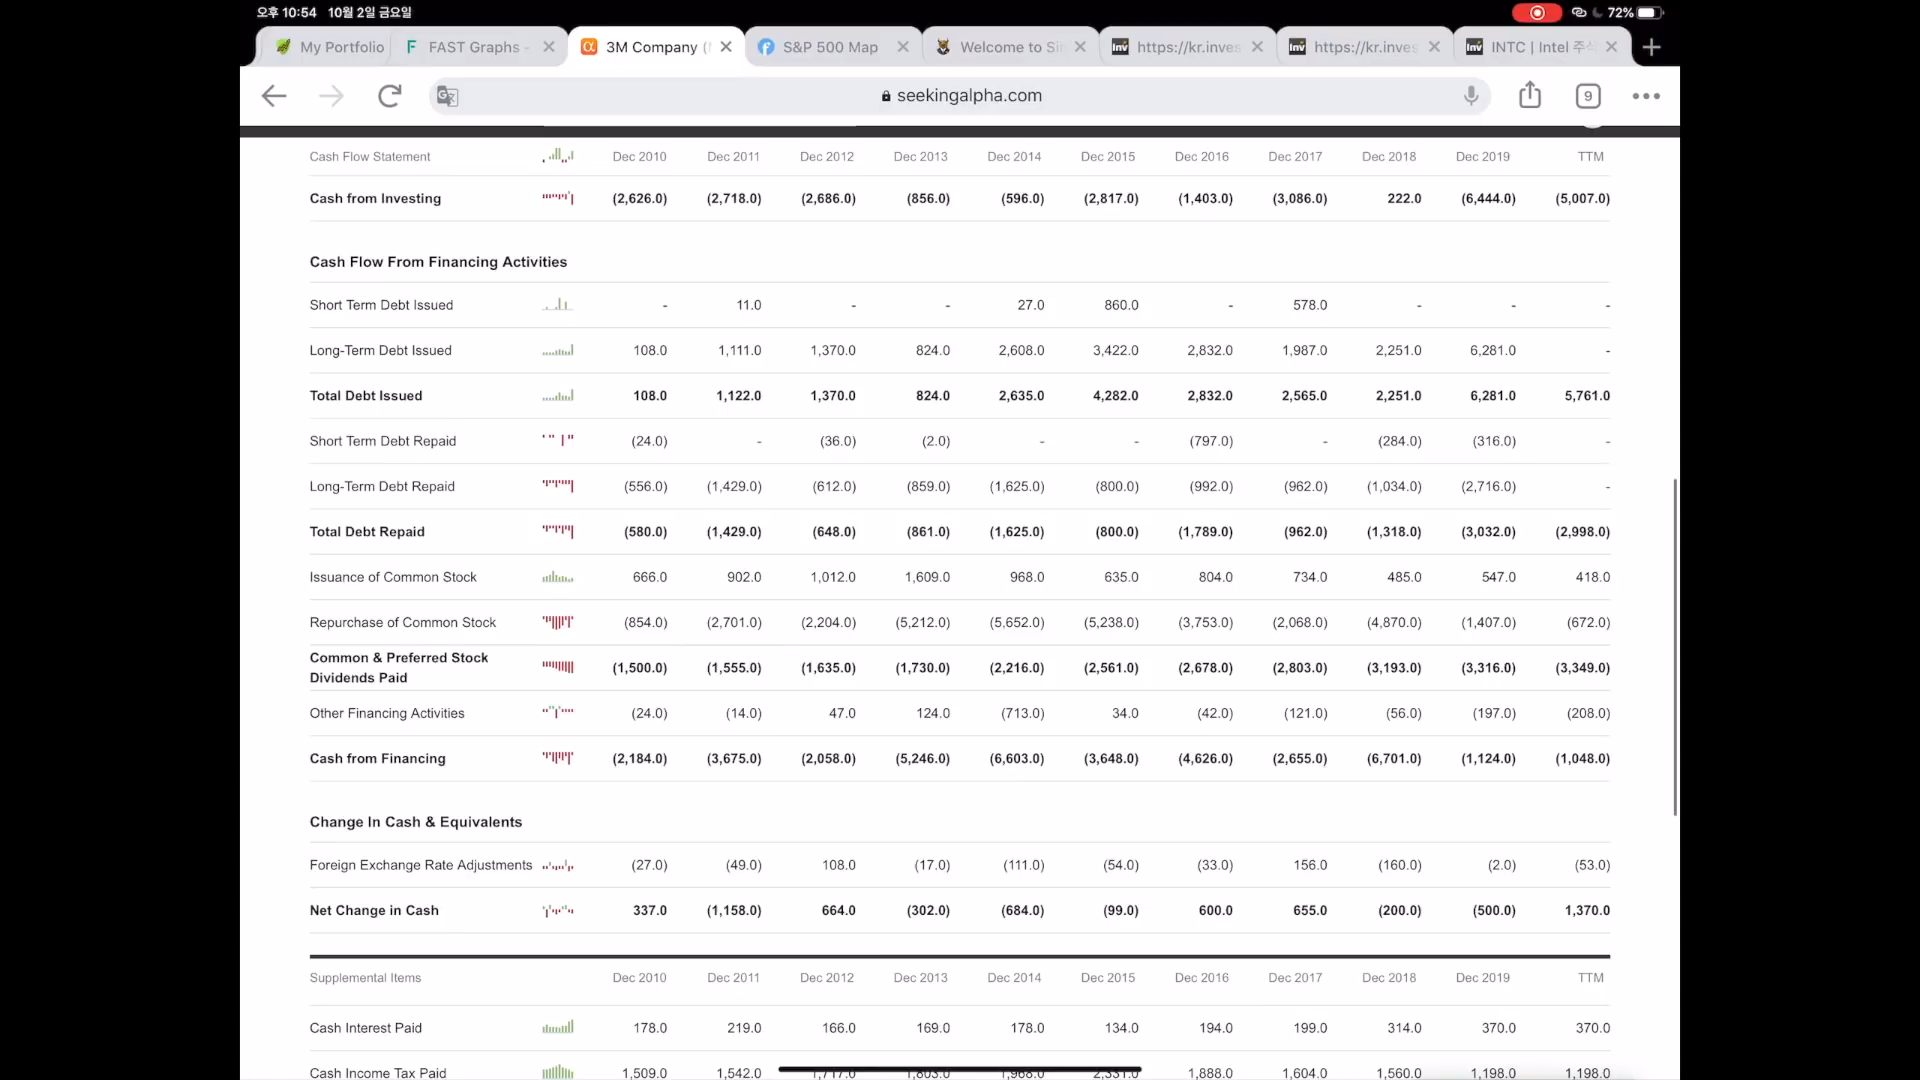 오후 10:54 10월 2일 금요일 72%
My Portfolio FAST Graphs - 3M Company ( S&P 500 Map Welcome to Si https://kr.inves https://kr.inves INTC | Intel 주식
seekingalpha.com 9
Cash Flow Statement Dec 2010 Dec 2011 Dec 2012 Dec 2013 Dec 2014 Dec 2015 Dec 2016 Dec 2017 Dec 2018 Dec 2019 TTM
Cash from Investing (2,626.0) (2,718.0) (2,686.0) (856.0) (596.0) (2,817.0) (1,403.0) (3,086.0) 222.0 (6,444.0) (5,007.0)
Cash Flow From Financing Activities
Short Term Debt Issued - 11.0 - - 27.0 860.0 - 578.0 - - -
Long-Term Debt Issued 108.0 1,111.0 1,370.0 824.0 2,608.0 3,422.0 2,832.0 1,987.0 2,251.0 6,281.0 -
Total Debt Issued 108.0 1,122.0 1,370.0 824.0 2,635.0 4,282.0 2,832.0 2,565.0 2,251.0 6,281.0 5,761.0
Short Term Debt Repaid (24.0) - (36.0) (2.0) - - (797.0) - (284.0) (316.0) -
Long-Term Debt Repaid (556.0) (1,429.0) (612.0) (859.0) (1,625.0) (800.0) (992.0) (962.0) (1,034.0) (2,716.0) -
Total Debt Repaid (580.0) (1,429.0) (648.0) (861.0) (1,625.0) (800.0) (1,789.0) (962.0) (1,318.0) (3,032.0) (2,998.0)
Issuance of Common Stock 666.0 902.0 1,012.0 1,609.0 968.0 635.0 804.0 734.0 485.0 547.0 418.0
Repurchase of Common Stock (854.0) (2,701.0) (2,204.0) (5,212.0) (5,652.0) (5,238.0) (3,753.0) (2,068.0) (4,870.0) (1,407.0) (672.0)
Common & Preferred Stock
Dividends Paid (1,500.0) (1,555.0) (1,635.0) (1,730.0) (2,216.0) (2,561.0) (2,678.0) (2,803.0) (3,193.0) (3,316.0) (3,349.0)
Other Financing Activities (24.0) (14.0) 47.0 124.0 (713.0) 34.0 (42.0) (121.0) (56.0) (197.0) (208.0)
Cash from Financing (2,184.0) (3,675.0) (2,058.0) (5,246.0) (6,603.0) (3,648.0) (4,626.0) (2,655.0) (6,701.0) (1,124.0) (1,048.0)
Change In Cash & Equivalents
Foreign Exchange Rate Adjustments (27.0) (49.0) 108.0 (17.0) (111.0) (54.0) (33.0) 156.0 (160.0) (2.0) (53.0)
Net Change in Cash 337.0 (1,158.0) 664.0 (302.0) (684.0) (99.0) 600.0 655.0 (200.0) (500.0) 1,370.0
Supplemental Items Dec 2010 Dec 2011 Dec 2012 Dec 2013 Dec 2014 Dec 2015 Dec 2016 Dec 2017 Dec 2018 Dec 2019 TTM
Cash Interest Paid 178.0 219.0 166.0 169.0 178.0 134.0 194.0 199.0 314.0 370.0 370.0
Cash Income Tax Paid 1,509.0 1,542.0 1,888.0 1,604.0 1,560.0 1,198.0 1,198.0